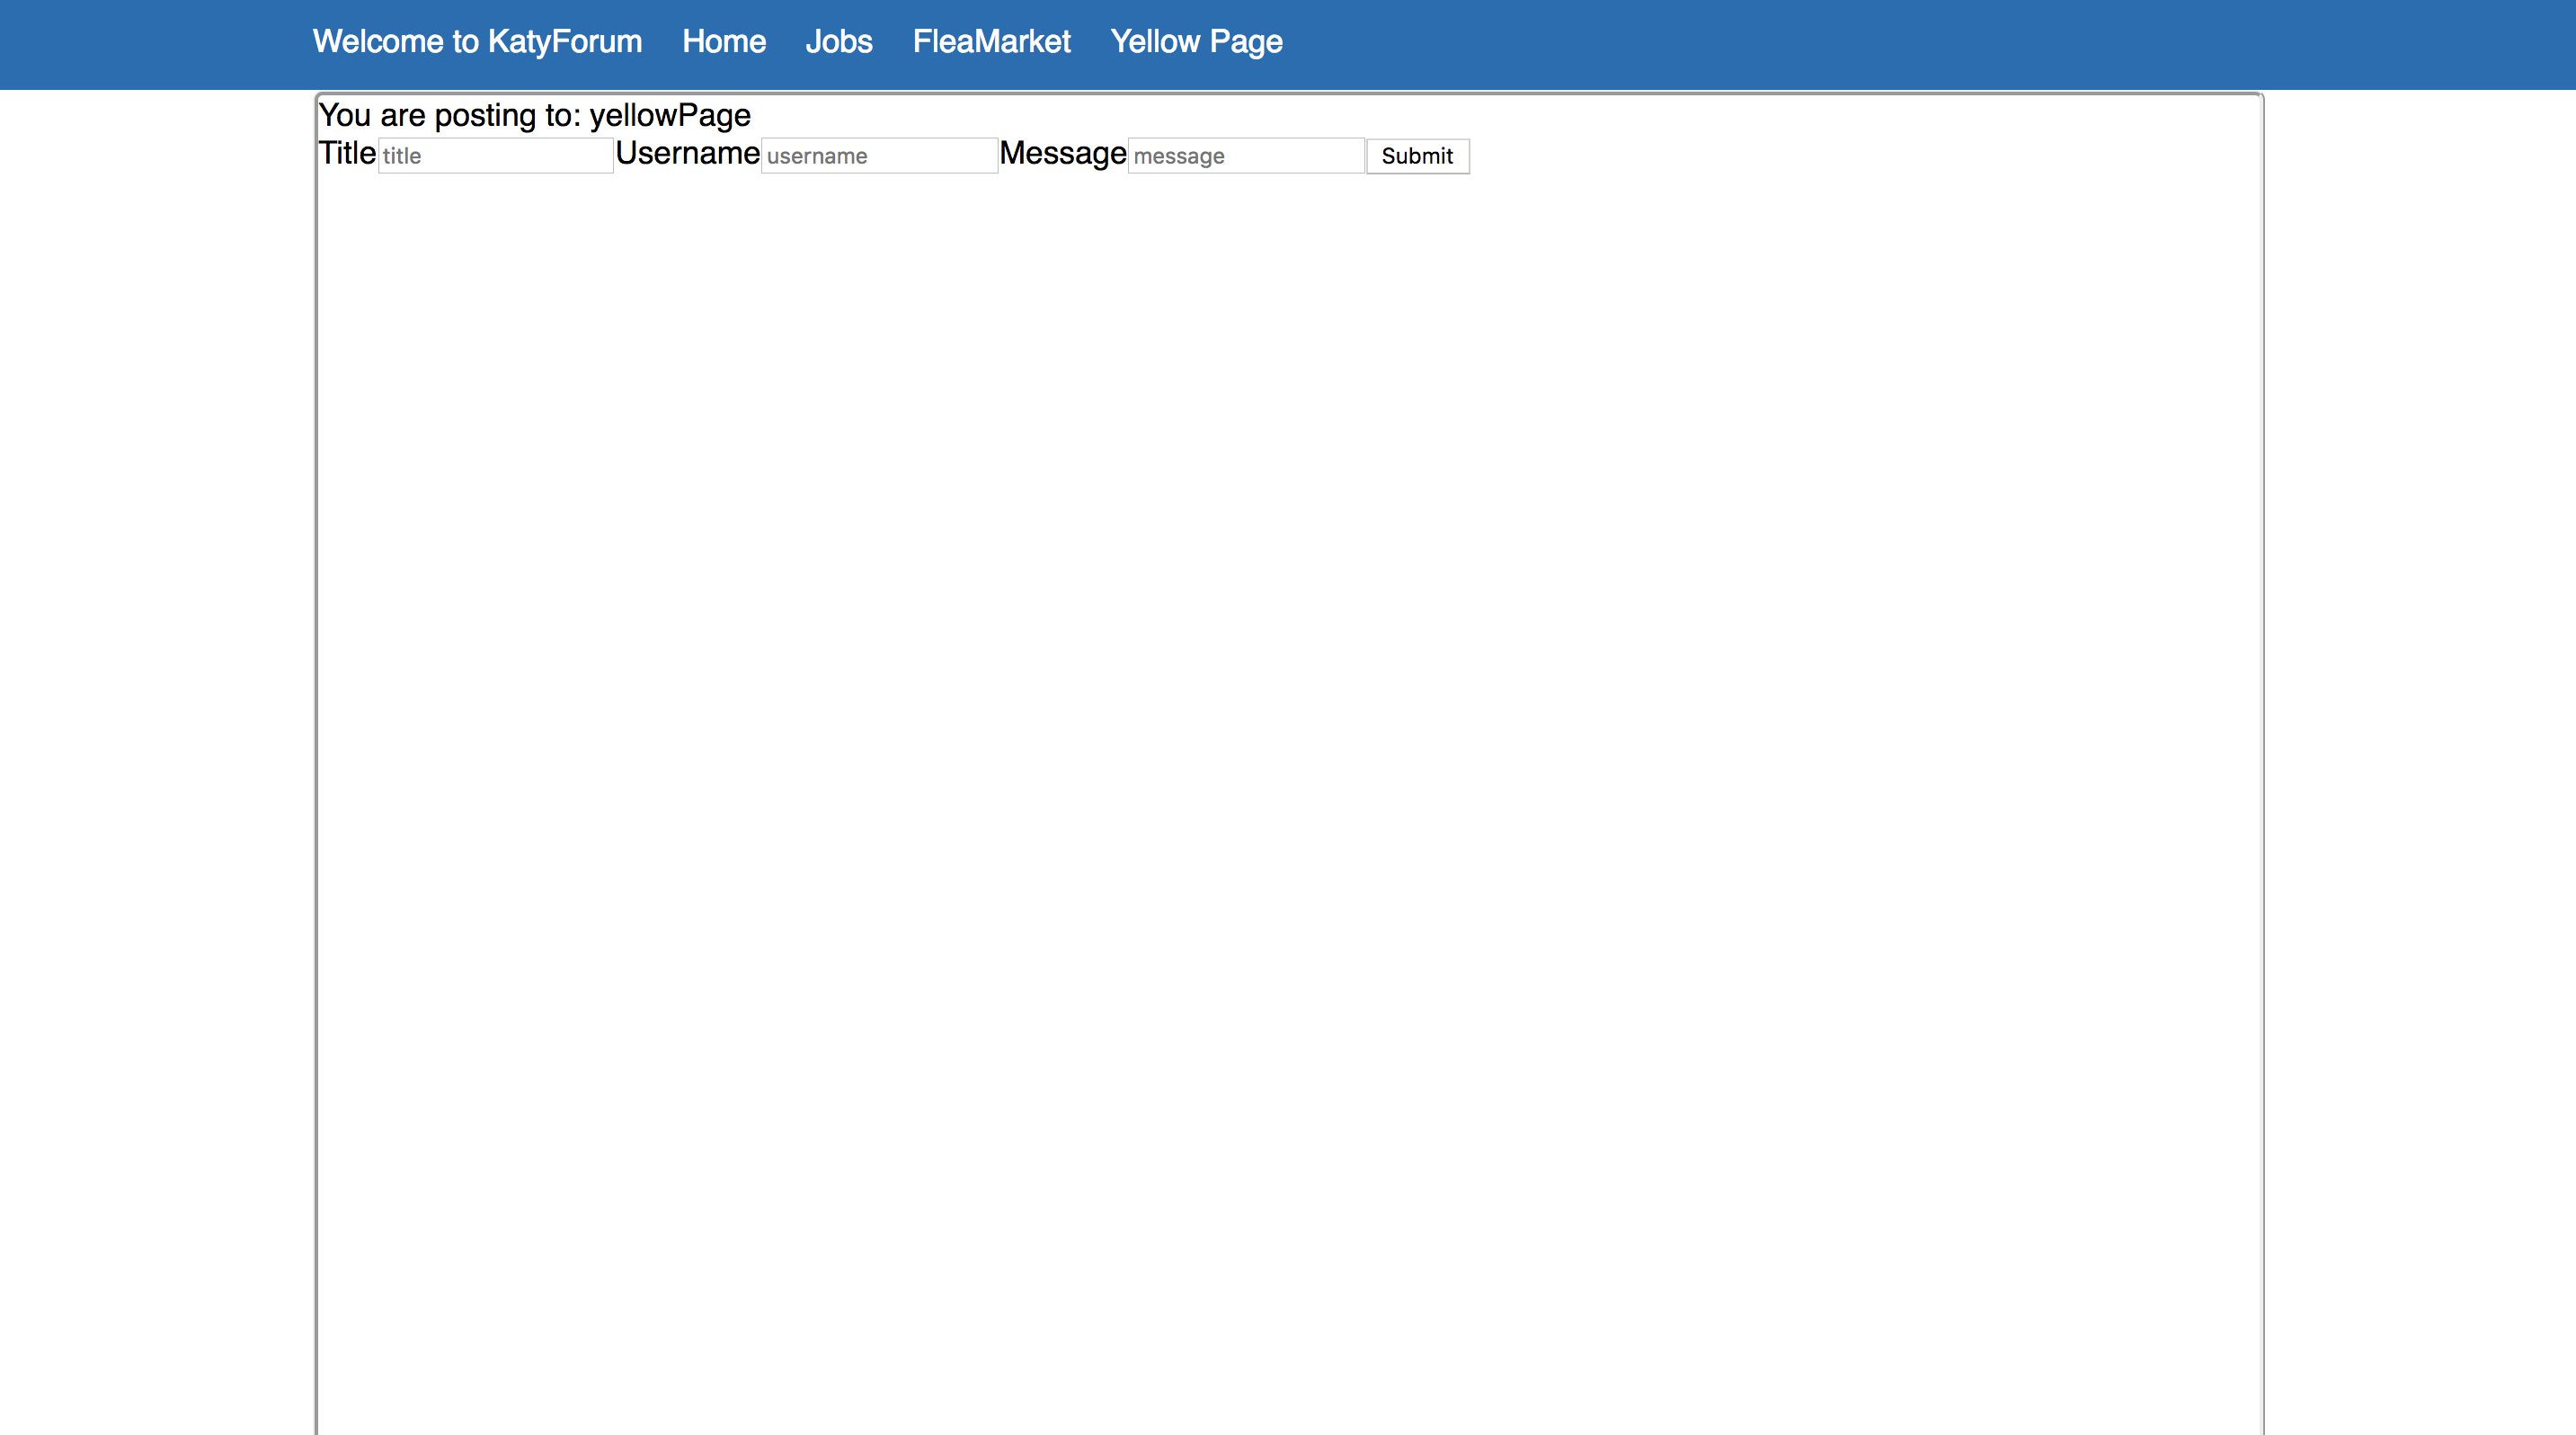 Welcome to KatyForum Home Jobs FleaMarket Yellow Page
You are posting to: yellowPage
Title title Username username Message message Submit